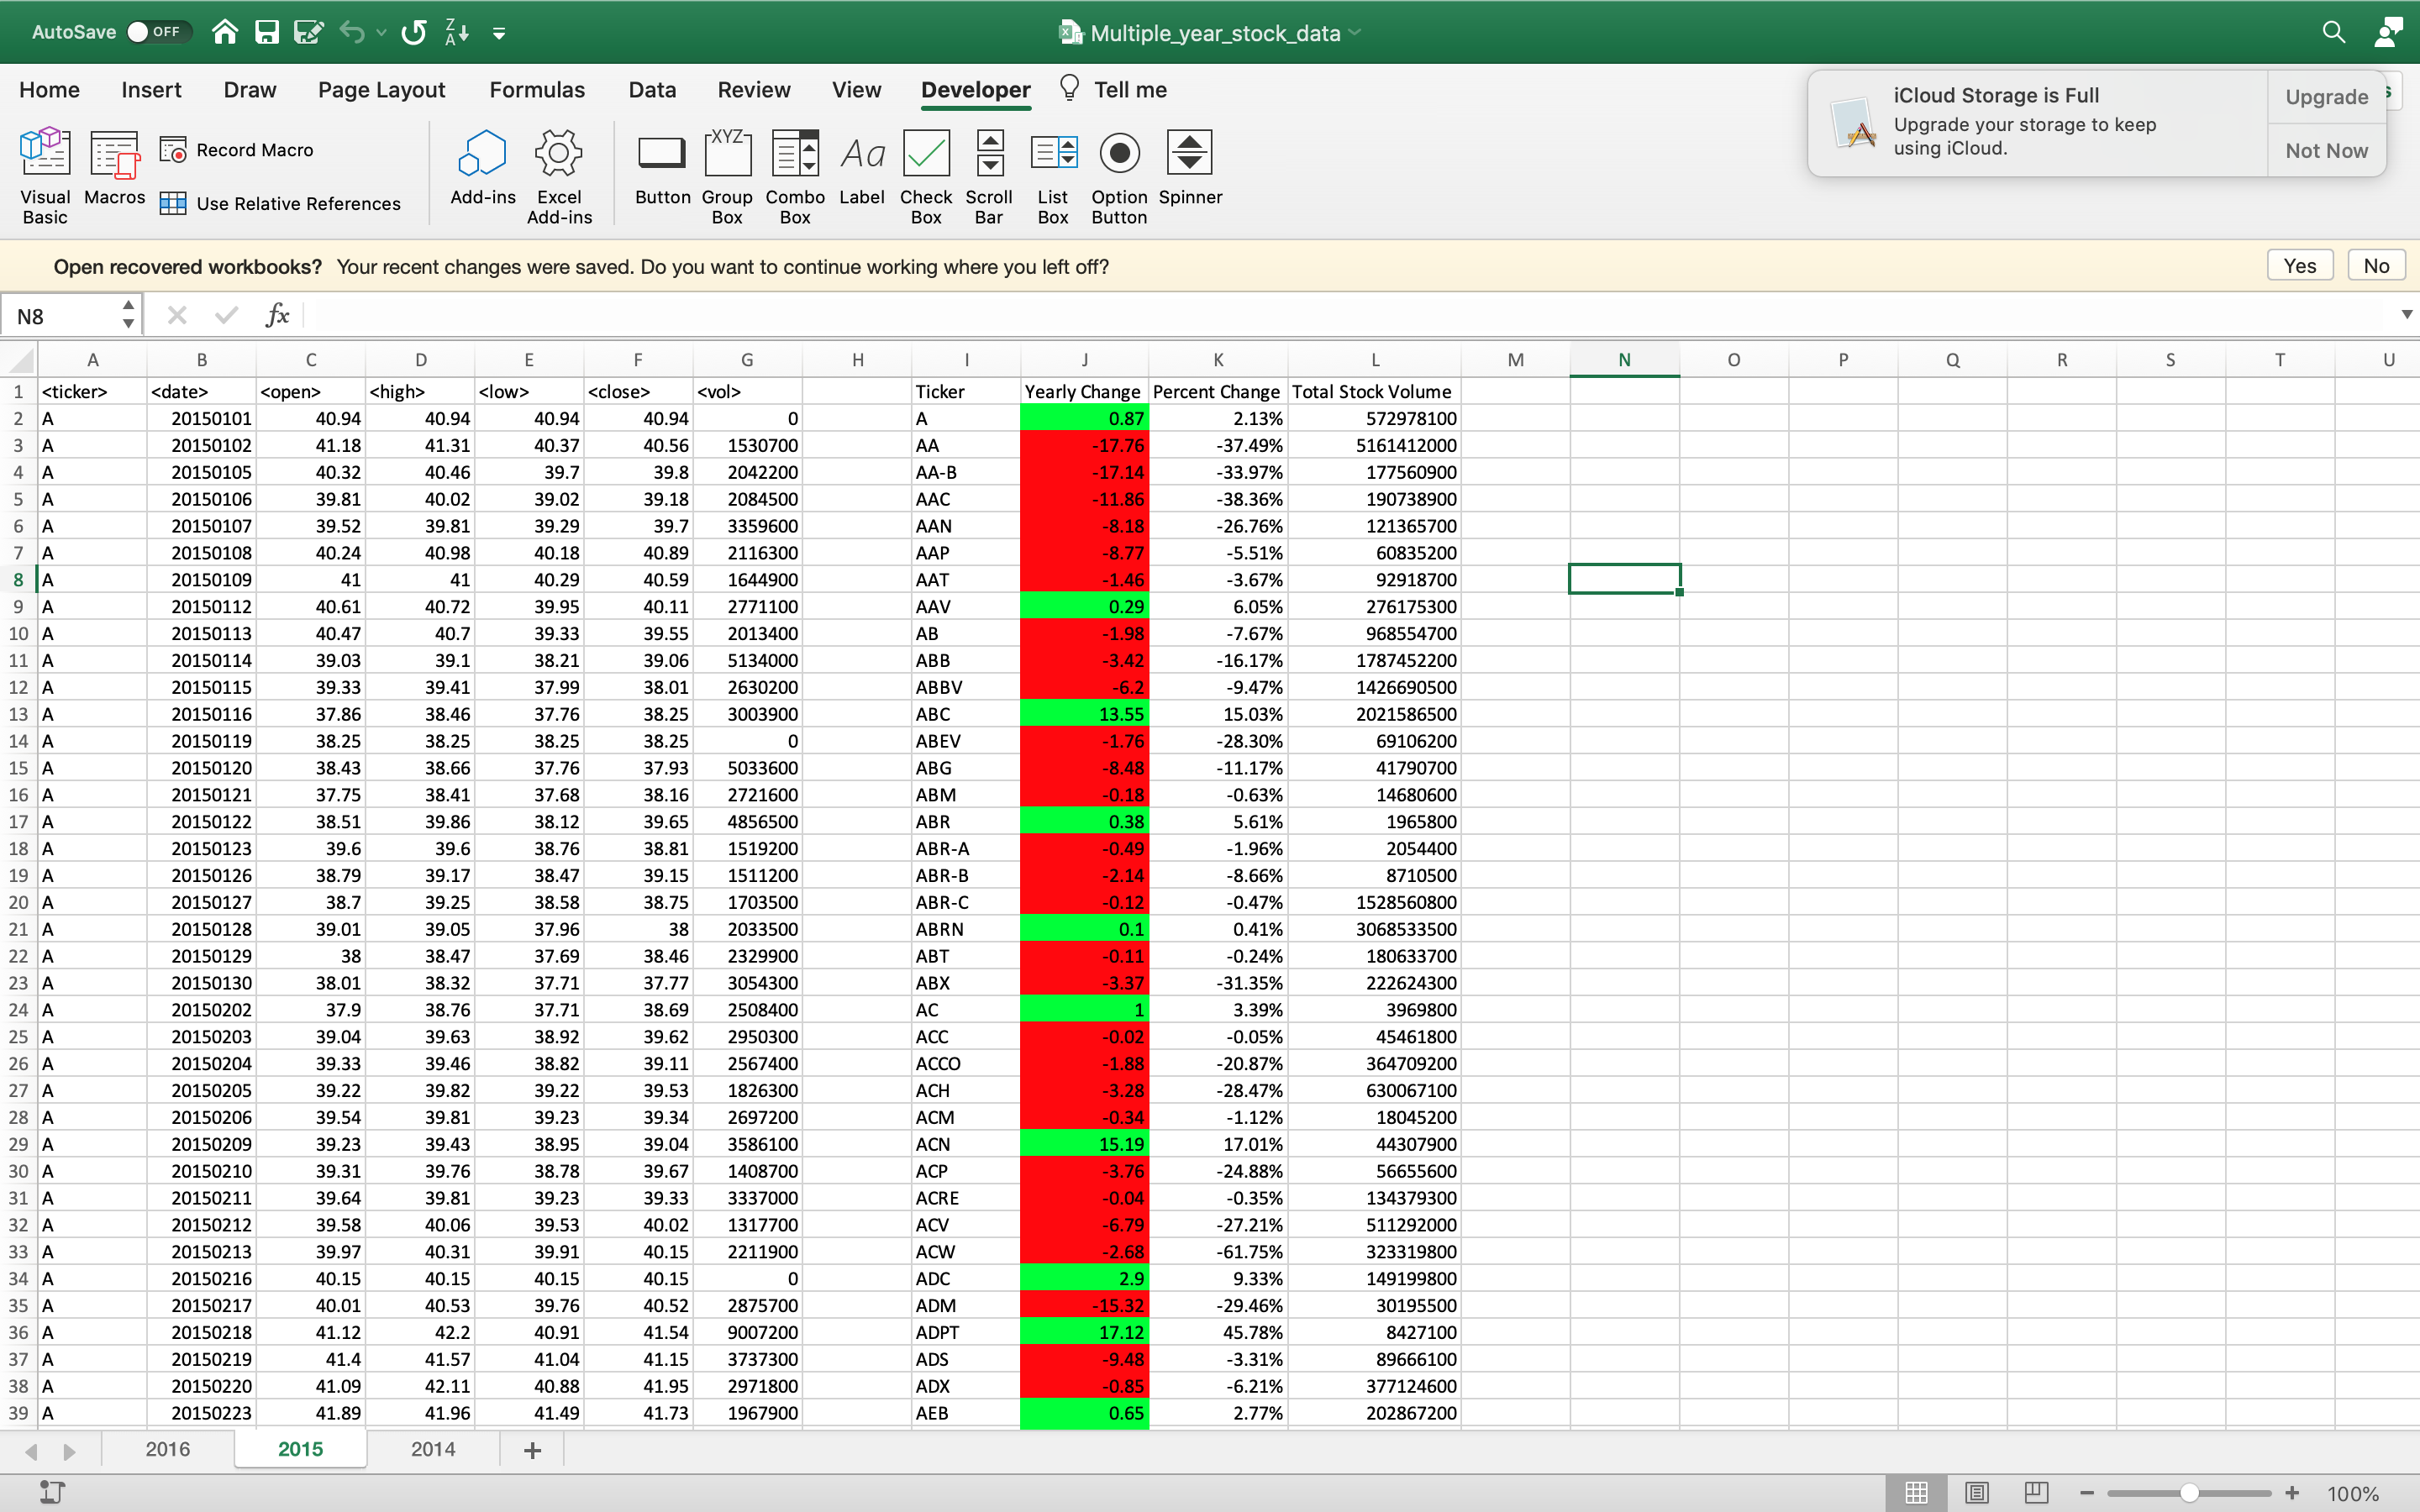 AutoSave OFF Multiple_year_stock_data
Home Insert Draw Page Layout Formulas Data Review View Developer Tell me
iCloud Storage is Full
Upgrade your storage to keep
using iCloud.
Upgrade
Not Now
Visual Basic Macros Record Macro Use Relative References Add-ins Excel Add-ins Button XYZ Group Box Combo Box Aa Label Check Box Scroll Bar List Box Option Button Spinner
Open recovered workbooks? Your recent changes were saved. Do you want to continue working where you left off? Yes No
N8 fx
A B C D E F G H I J K L M N O P Q R S T U
1 <ticker> <date> <open> <high> <low> <close> <vol> Ticker Yearly Change Percent Change Total Stock Volume
2 A 20150101 40.94 40.94 40.94 40.94 0 A 0.87 2.13% 572978100
3 A 20150102 41.18 41.31 40.37 40.56 1530700 AA -17.76 -37.49% 5161412000
4 A 20150105 40.32 40.46 39.7 39.8 2042200 AA-B -17.14 -33.97% 177560900
5 A 20150106 39.81 40.02 39.02 39.18 2084500 AAC -11.86 -38.36% 190738900
6 A 20150107 39.52 39.81 39.29 39.7 3359600 AAN -8.18 -26.76% 121365700
7 A 20150108 40.24 40.98 40.18 40.89 2116300 AAP -8.77 -5.51% 60835200
8 A 20150109 41 41 40.29 40.59 1644900 AAT -1.46 -3.67% 92918700
9 A 20150112 40.61 40.72 39.95 40.11 2771100 AAV 0.29 6.05% 276175300
10 A 20150113 40.47 40.7 39.33 39.55 2013400 AB -1.98 -7.67% 968554700
11 A 20150114 39.03 39.1 38.21 39.06 5134000 ABB -3.42 -16.17% 1787452200
12 A 20150115 39.33 39.41 37.99 38.01 2630200 ABBV -6.2 -9.47% 1426690500
13 A 20150116 37.86 38.46 37.76 38.25 3003900 ABC 13.55 15.03% 2021586500
14 A 20150119 38.25 38.25 38.25 38.25 0 ABEV -1.76 -28.30% 69106200
15 A 20150120 38.43 38.66 37.76 37.93 5033600 ABG -8.48 -11.17% 41790700
16 A 20150121 37.75 38.41 37.68 38.16 2721600 ABM -0.18 -0.63% 14680600
17 A 20150122 38.51 39.86 38.12 39.65 4856500 ABR 0.38 5.61% 1965800
18 A 20150123 39.6 39.6 38.76 38.81 1519200 ABR-A -0.49 -1.96% 2054400
19 A 20150126 38.79 39.17 38.47 39.15 1511200 ABR-B -2.14 -8.66% 8710500
20 A 20150127 38.7 39.25 38.58 38.75 1703500 ABR-C -0.12 -0.47% 1528560800
21 A 20150128 39.01 39.05 37.96 38 2033500 ABRN 0.1 0.41% 3068533500
22 A 20150129 38 38.47 37.69 38.46 2329900 ABT -0.11 -0.24% 180633700
23 A 20150130 38.01 38.32 37.71 37.77 3054300 ABX -3.37 -31.35% 222624300
24 A 20150202 37.9 38.76 37.71 38.69 2508400 AC 1 3.39% 3969800
25 A 20150203 39.04 39.63 38.92 39.62 2950300 ACC -0.02 -0.05% 45461800
26 A 20150204 39.33 39.46 38.82 39.11 2567400 ACCO -1.88 -20.87% 364709200
27 A 20150205 39.22 39.82 39.22 39.53 1826300 ACH -3.28 -28.47% 630067100
28 A 20150206 39.54 39.81 39.23 39.34 2697200 ACM -0.34 -1.12% 18045200
29 A 20150209 39.23 39.43 38.95 39.04 3586100 ACN 15.19 17.01% 44307900
30 A 20150210 39.31 39.76 38.78 39.67 1408700 ACP -3.76 -24.88% 56655600
31 A 20150211 39.64 39.81 39.23 39.33 3337000 ACRE -0.04 -0.35% 134379300
32 A 20150212 39.58 40.06 39.53 40.02 1317700 ACV -6.79 -27.21% 511292000
33 A 20150213 39.97 40.31 39.91 40.15 2211900 ACW -2.68 -61.75% 323319800
34 A 20150216 40.15 40.15 40.15 40.15 0 ADC 2.9 9.33% 149199800
35 A 20150217 40.01 40.53 39.76 40.52 2875700 ADM -15.32 -29.46% 30195500
36 A 20150218 41.12 42.2 40.91 41.54 9007200 ADPT 17.12 45.78% 8427100
37 A 20150219 41.4 41.57 41.04 41.15 3737300 ADS -9.48 -3.31% 89666100
38 A 20150220 41.09 42.11 40.88 41.95 2971800 ADX -0.85 -6.21% 377124600
39 A 20150223 41.89 41.96 41.49 41.73 1967900 AEB 0.65 2.77% 202867200
2016 2015 2014 +
100%